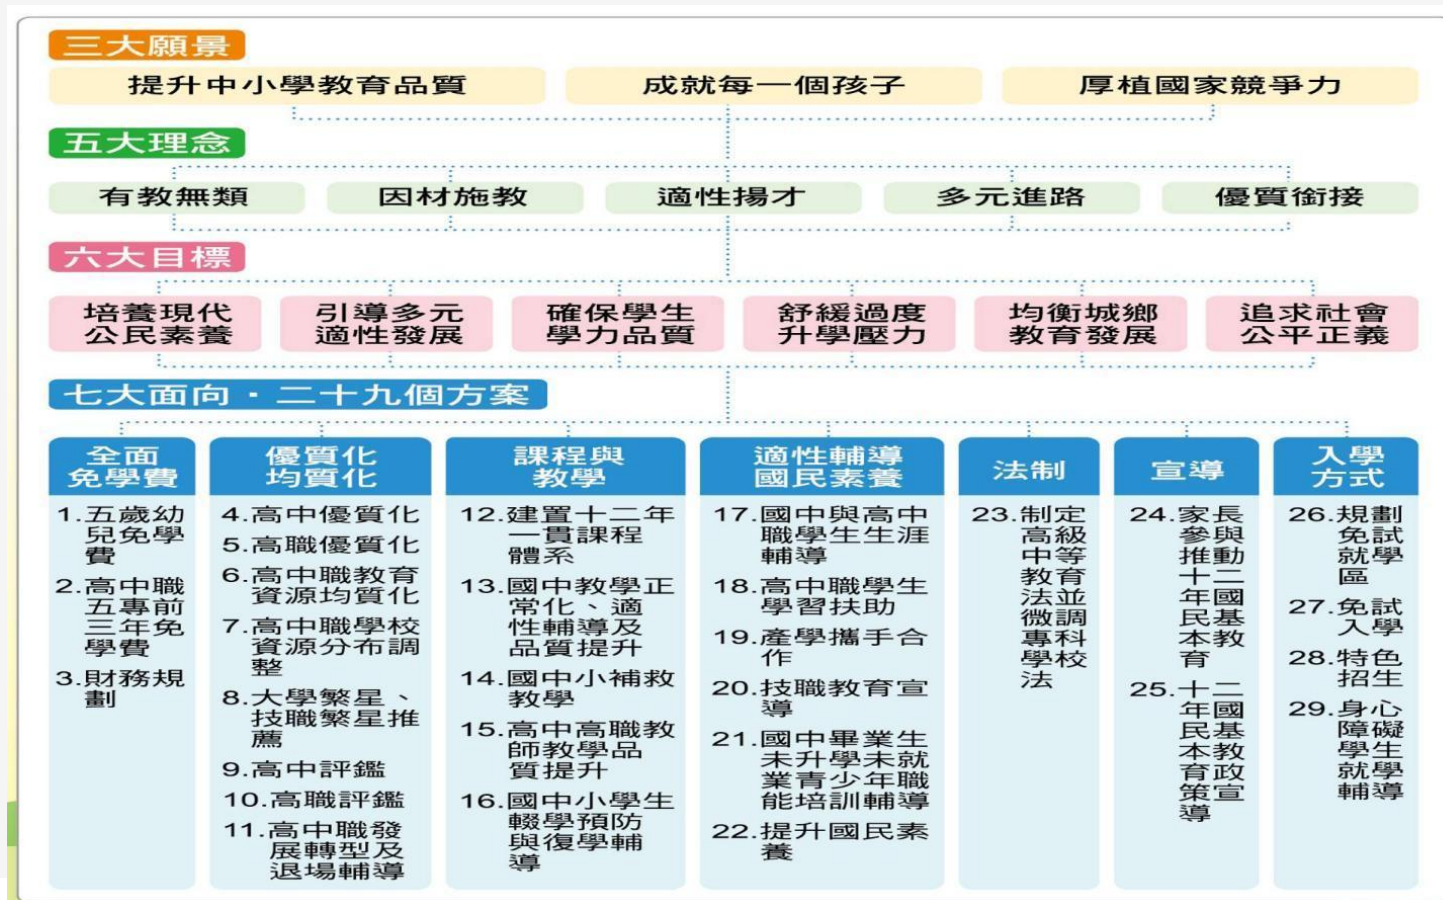 三大願景
提升中小學教育品質
成就每一個孩子
厚植國家競爭力
五大理念
有教無類
因材施教
適性揚才
多元進路
優質銜接
六大目標
培養現代
公民素養
引導多元
適性發展
確保學生
學力品質
舒緩過度
升學壓力
均衡城鄉
教育發展
追求社會
公平正義
七大面向・二十九個方案
全面
免學費
1.五歲幼
兒免學
費
2.高中職
五專前
三年免
學費
3.財務規
劃
優質化
均質化
4.高中優質化
5.高職優質化
6.高中職教育
資源均質化
7.高中職學校
資源分布調
整
8.大學繁星、
技職繁星推
薦
9.高中評鑑
10.高職評鑑
11.高中職發
展轉型及
退場輔導
課程與
教學
12.建置十二年
一貫課程
體系
13.國中教學正
常化、適
性輔導及
品質提升
14.國中小補救
教學
15.高中高職教
師教學品
質提升
16.國中小學生
輟學預防
與復學輔
導
適性輔導
國民素養
17.國中與高中
職學生生涯
輔導
18.高中職學生
學習扶助
19.產學攜手合
作
20.技職教育宣
導
21.國中畢業生
未升學未就
業青少年職
能培訓輔導
22.提升國民素
養
法制
23.制定
高級
中等
教育
法並
微調
專科
學校
法
宣導
24.家長
參與
推動
十二
年國
民基
本教
育
25.十二
年國
民基
本教
育政
策宣
導
入學
方式
26.規劃
免試
就學
區
27.免試
入學
28.特色
招生
29.身心
障礙
學生
就學
輔導